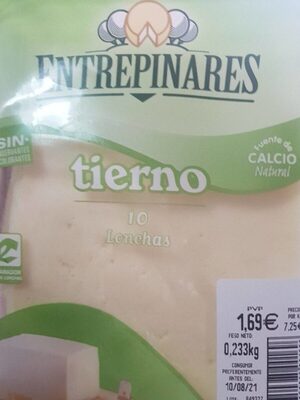 ENTREPINARES
SIN
Fuente de
CALCIO
Natural
tierno
10
Lonchas
PVP
1,69€
7,25€
PESO NETO:
0,233kg
CONSUMIR
PREFERENTEMENTE
ANTES DEL:
10/08/21